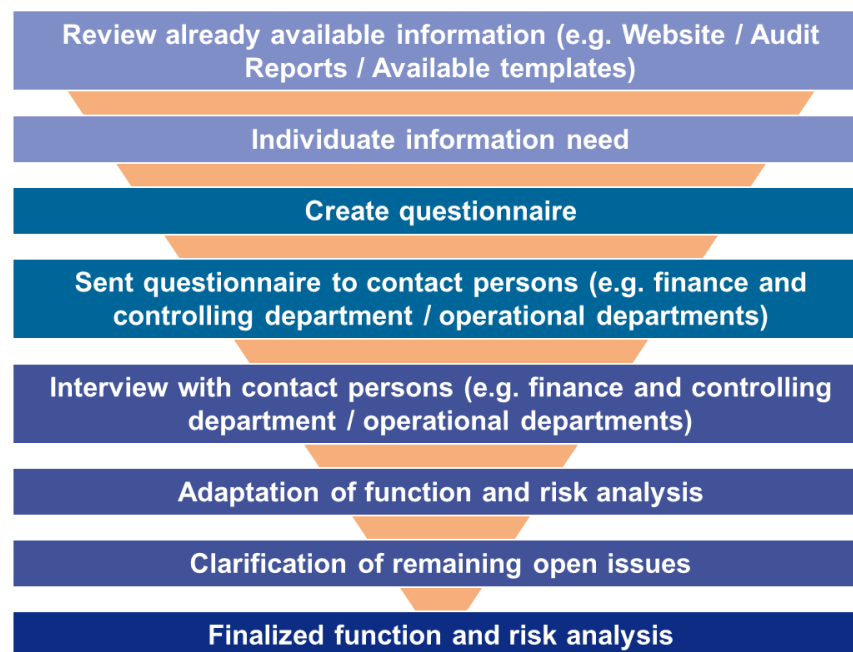 Review already available information (e.g. Website / Audit
Reports / Available templates)
Individuate information need
Create questionnaire
Sent questionnaire to contact persons (e.g. finance and
controlling department / operational departments)
Interview with contact persons (e.g. finance and controlling
department / operational departments)
Adaptation of function and risk analysis
Clarification of remaining open issues
Finalized function and risk analysis